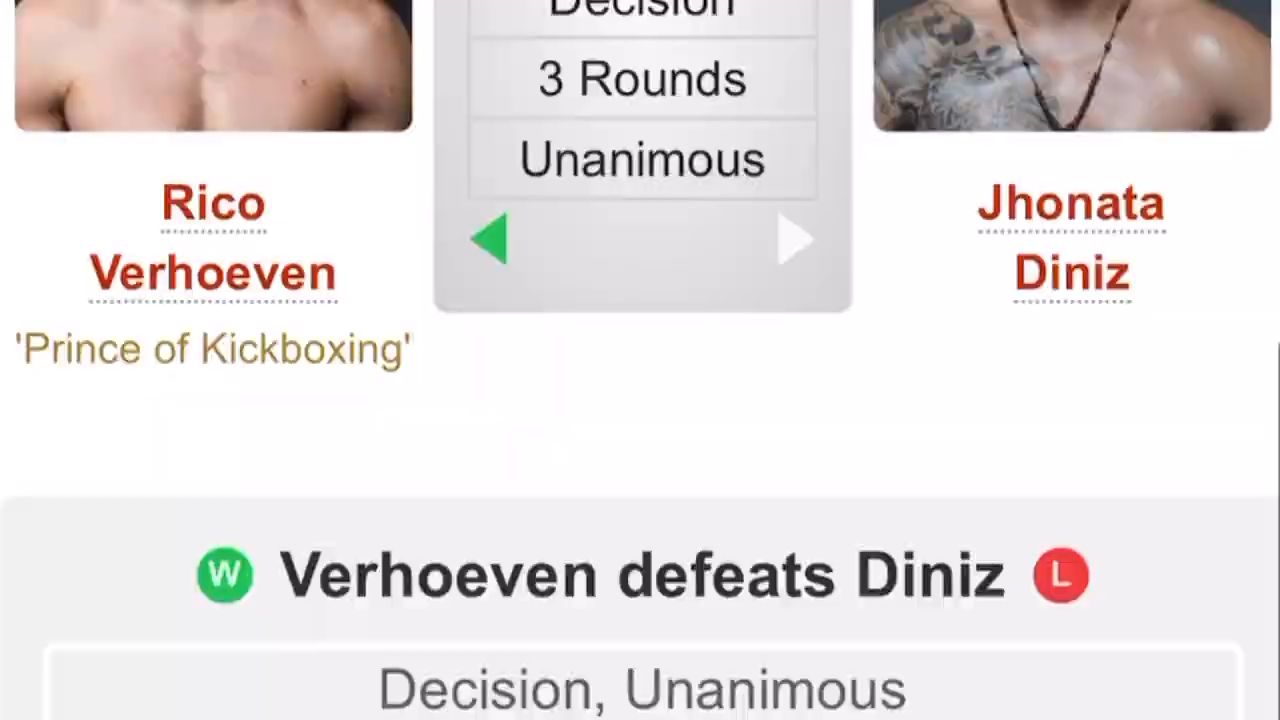 Decision
3 Rounds
Unanimous
Rico
Verhoeven
'Prince of Kickboxing'
Jhonata
Diniz
W Verhoeven defeats Diniz L
Decision, Unanimous